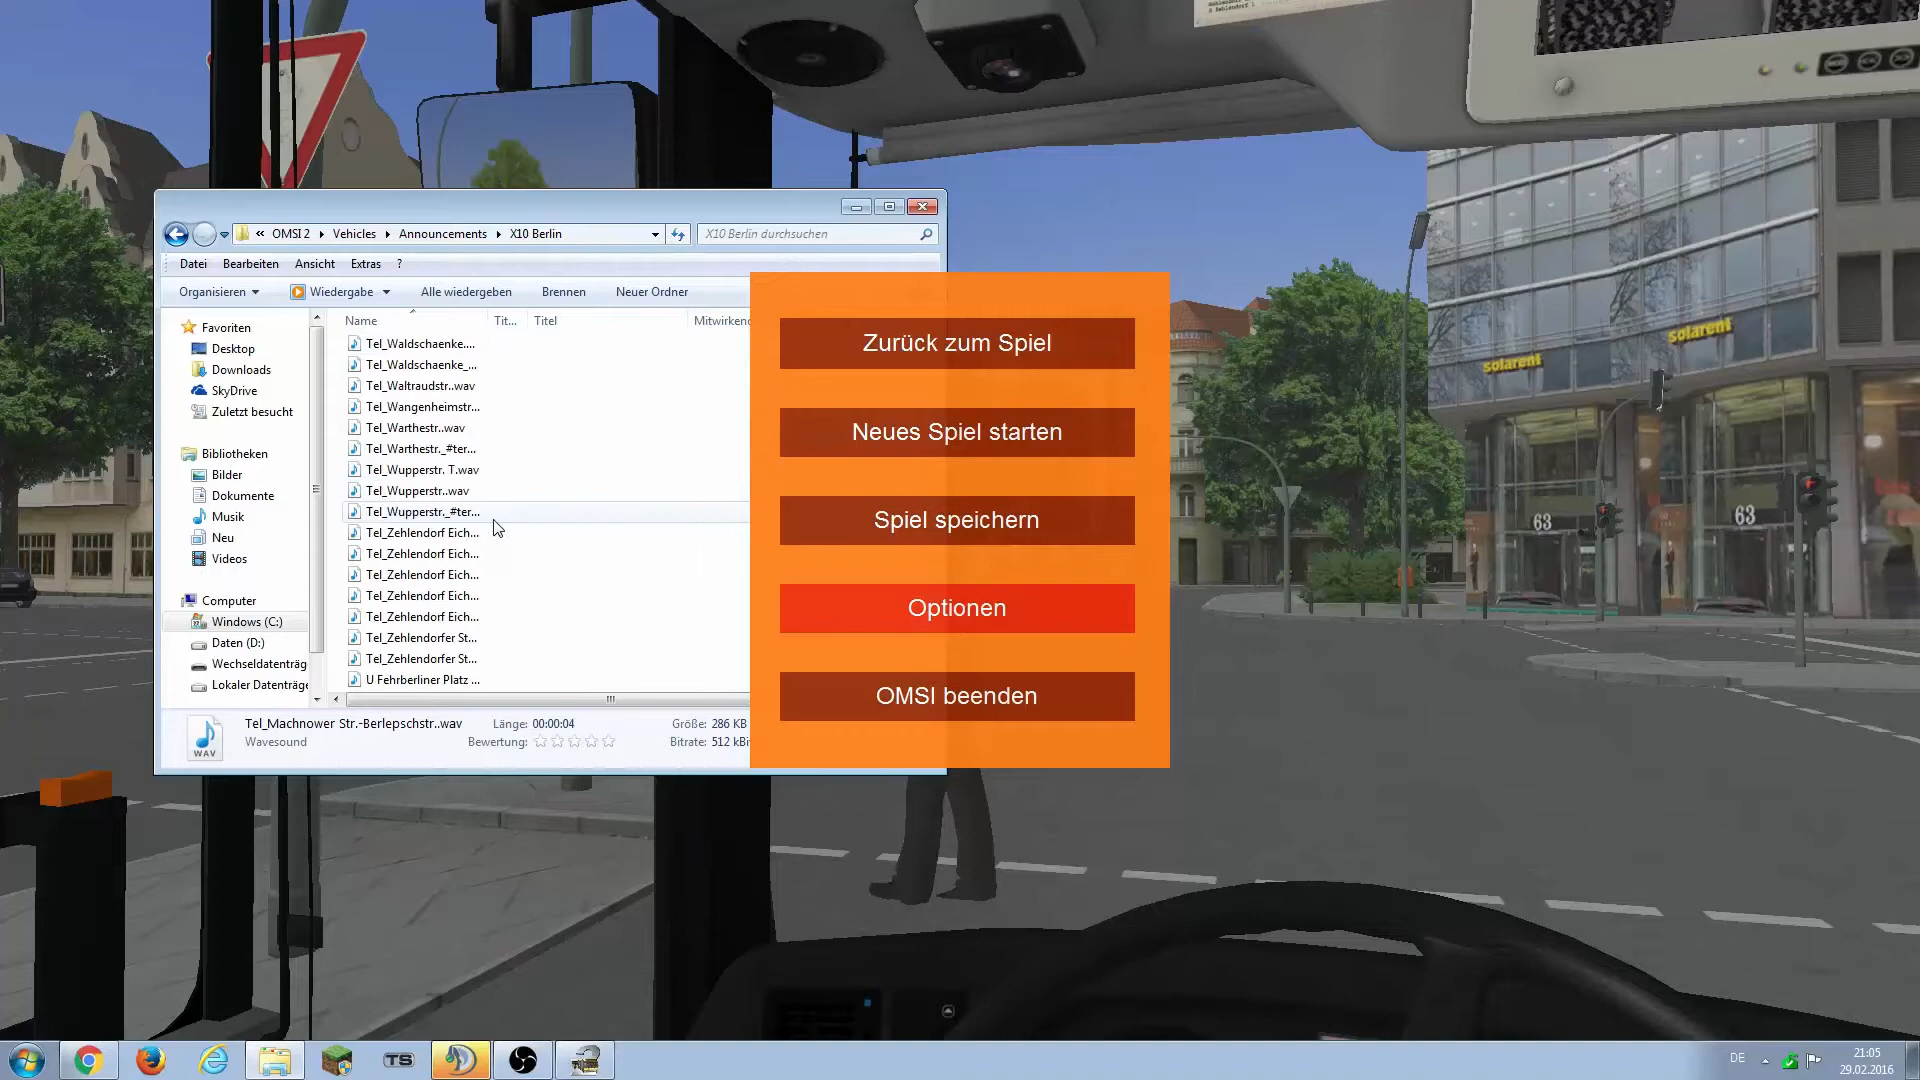 OMSI 2 Vehicles Announcements X10 Berlin
X10 Berlin durchsuchen
Datei Bearbeiten Ansicht Extras ?
Organisieren Wiedergabe Alle wiedergeben Brennen Neuer Ordner
Name Tit... Titel Mitwirkend
Favoriten
Desktop
Downloads
SkyDrive
Zuletzt besucht
Bibliotheken
Bilder
Dokumente
Musik
Neu
Videos
Computer
Windows (C:)
Daten (D:)
Wechseldatenträg
Lokaler Datenträge
Tel_Waldschaenke....
Tel_Waldschaenke_...
Tel_Waltraudstr..wav
Tel_Wangenheimstr...
Tel_Warthestr..wav
Tel_Warthestr._#ter...
Tel_Wupperstr. T.wav
Tel_Wupperstr..wav
Tel_Wupperstr._#ter...
Tel_Zehlendorf Eich...
Tel_Zehlendorf Eich...
Tel_Zehlendorf Eich...
Tel_Zehlendorf Eich...
Tel_Zehlendorf Eich...
Tel_Zehlendorfer St...
Tel_Zehlendorfer St...
U Fehrberliner Platz ...
WAV
Tel_Machnower Str.-Berlepschstr..wav Länge: 00:00:04 Größe: 286 KB
Wavesound Bewertung: Bitrate: 512 kBi
Zurück zum Spiel
Neues Spiel starten
Spiel speichern
Optionen
OMSI beenden
solarent
solarent
63
63
TS
DE
21:05
29.02.2016